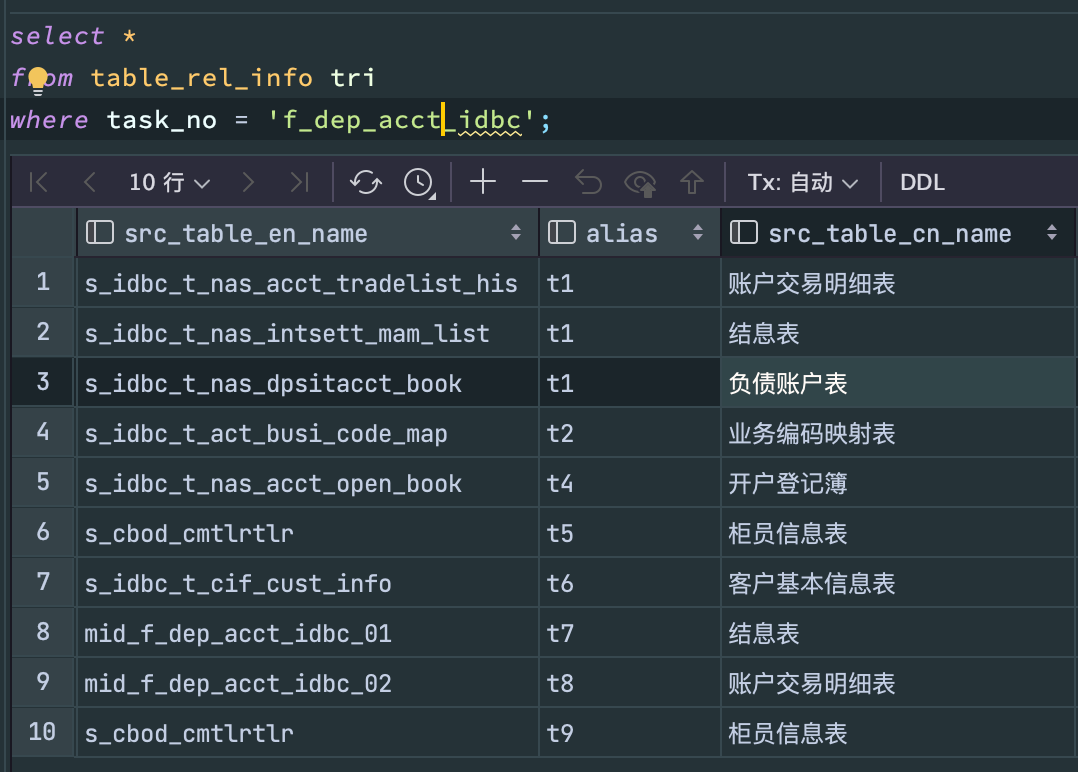 select *
from table_rel_info tri
where task_no = 'f_dep_acct_idbc';
10 行 Tx: 自动 DDL
src_table_en_name alias src_table_cn_name
1 s_idbc_t_nas_acct_tradelist_his t1 账户交易明细表
2 s_idbc_t_nas_intsett_mam_list t1 结息表
3 s_idbc_t_nas_dpsitacct_book t1 负债账户表
4 s_idbc_t_act_busi_code_map t2 业务编码映射表
5 s_idbc_t_nas_acct_open_book t4 开户登记簿
6 s_cbod_cmtlrtlr t5 柜员信息表
7 s_idbc_t_cif_cust_info t6 客户基本信息表
8 mid_f_dep_acct_idbc_01 t7 结息表
9 mid_f_dep_acct_idbc_02 t8 账户交易明细表
10 s_cbod_cmtlrtlr t9 柜员信息表